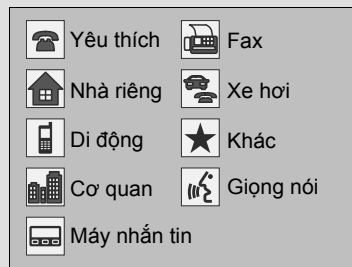 Yêu thích
Fax
Nhà riêng
Xe hơi
Di động
Khác
Cơ quan
Giọng nói
Máy nhắn tin